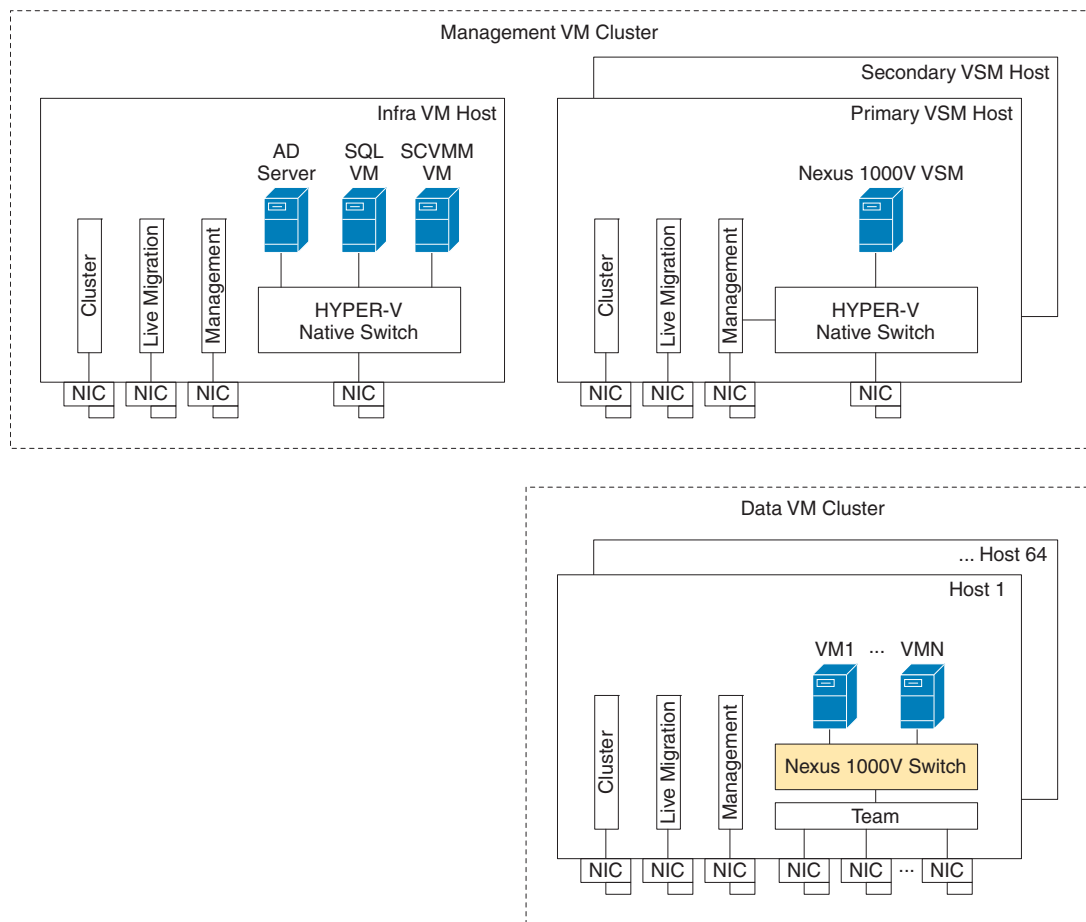 Management VM Cluster
Secondary VSM Host
Infra VM Host
Primary VSM Host
AD
Server
SQL
VM
SCVMM
VM
Nexus 1000V VSM
Cluster
Live Migration
Management
HYPER-V
Native Switch
Cluster
Live Migration
Management
HYPER-V
Native Switch
NIC
NIC
NIC
NIC
NIC
NIC
NIC
NIC
Data VM Cluster
... Host 64
Host 1
VM1
...
VMN
Cluster
Live Migration
Management
Nexus 1000V Switch
Team
NIC
NIC
NIC
NIC
NIC
...
NIC